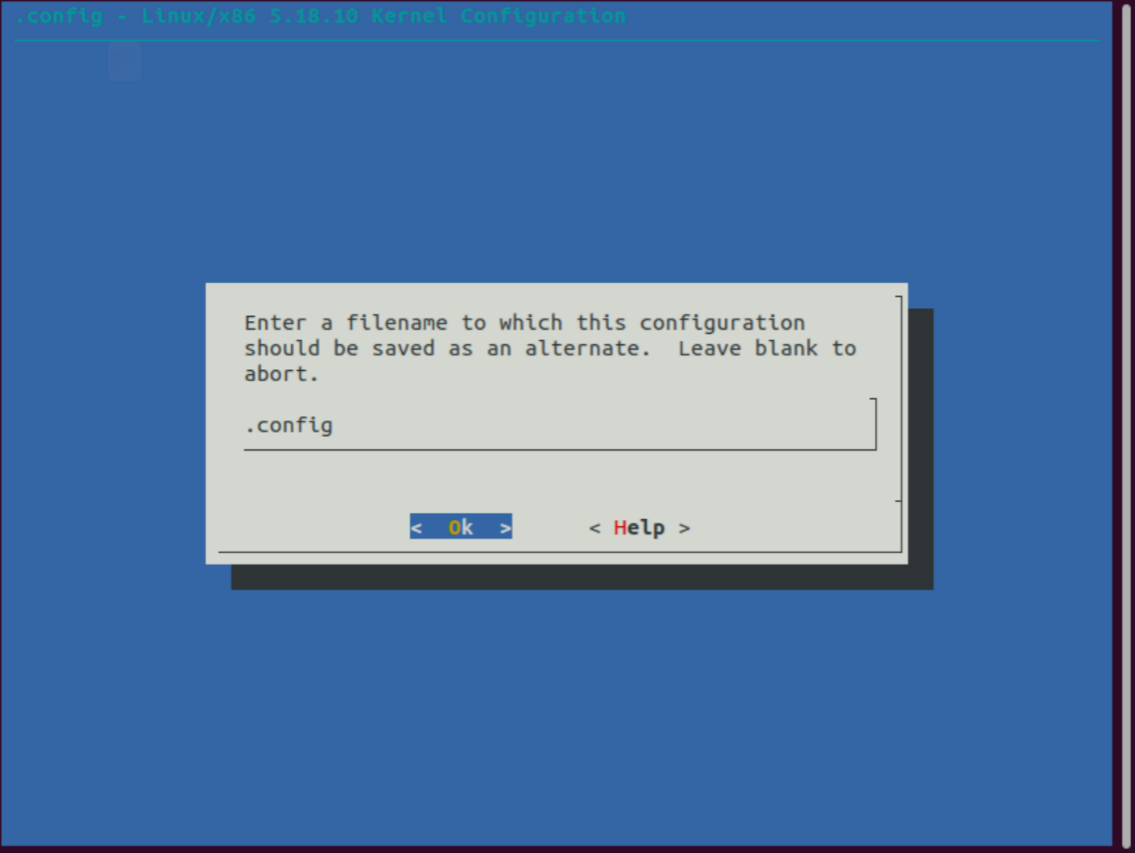 .config - Linux/x86 5.18.10 Kernel Configuration
Enter a filename to which this configuration
should be saved as an alternate.  Leave blank to
abort.
.config
<  Ok  >      < Help >